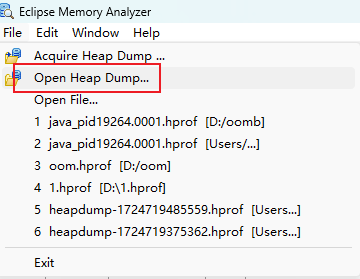 Eclipse Memory Analyzer
File Edit Window Help
Acquire Heap Dump ...
Open Heap Dump...
Open File...
1 java_pid19264.0001.hprof [D:/oomb]
2 java_pid19264.0001.hprof [Users/...]
3 oom.hprof [D:/oomb]
4 1.hprof [D:\1.hprof]
5 heapdump-1724719485559.hprof [Users...]
6 heapdump-1724719375362.hprof [Users...]
Exit